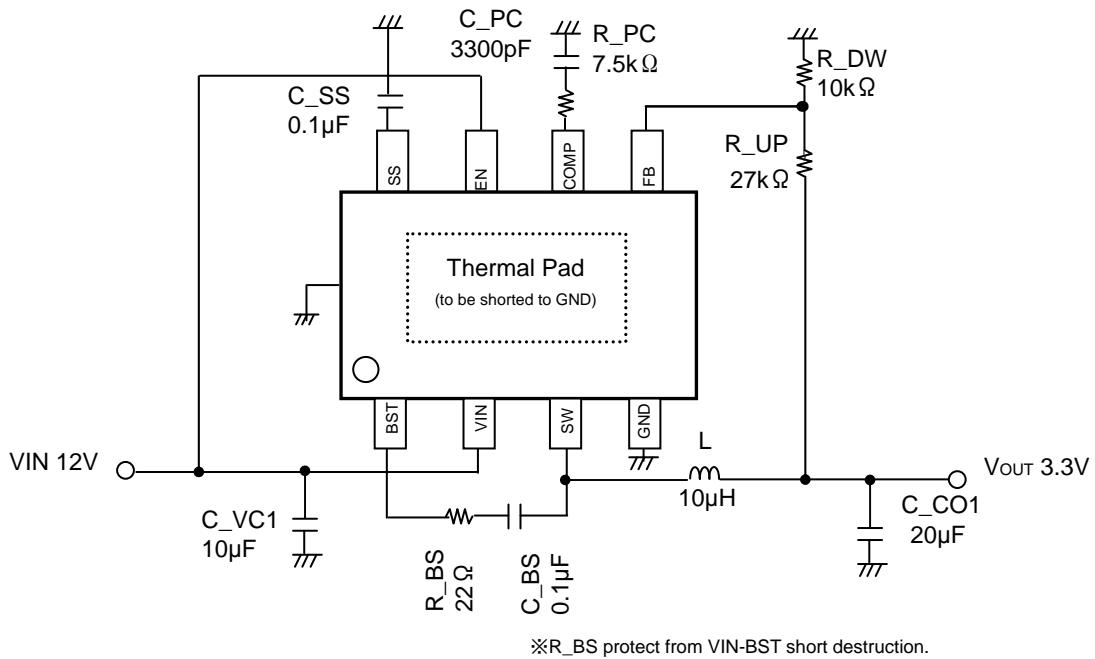 C_PC
3300pF
R_PC
7.5kΩ
R_DW
10kΩ
C_SS
0.1µF
R_UP
27kΩ
SS
EN
COMP
FB
Thermal Pad
(to be shorted to GND)
BST
VIN
SW
GND
VIN 12V
L
10µH
VOUT 3.3V
C_VC1
10µF
C_CO1
20µF
R_BS
22Ω
C_BS
0.1µF
※R_BS protect from VIN-BST short destruction.